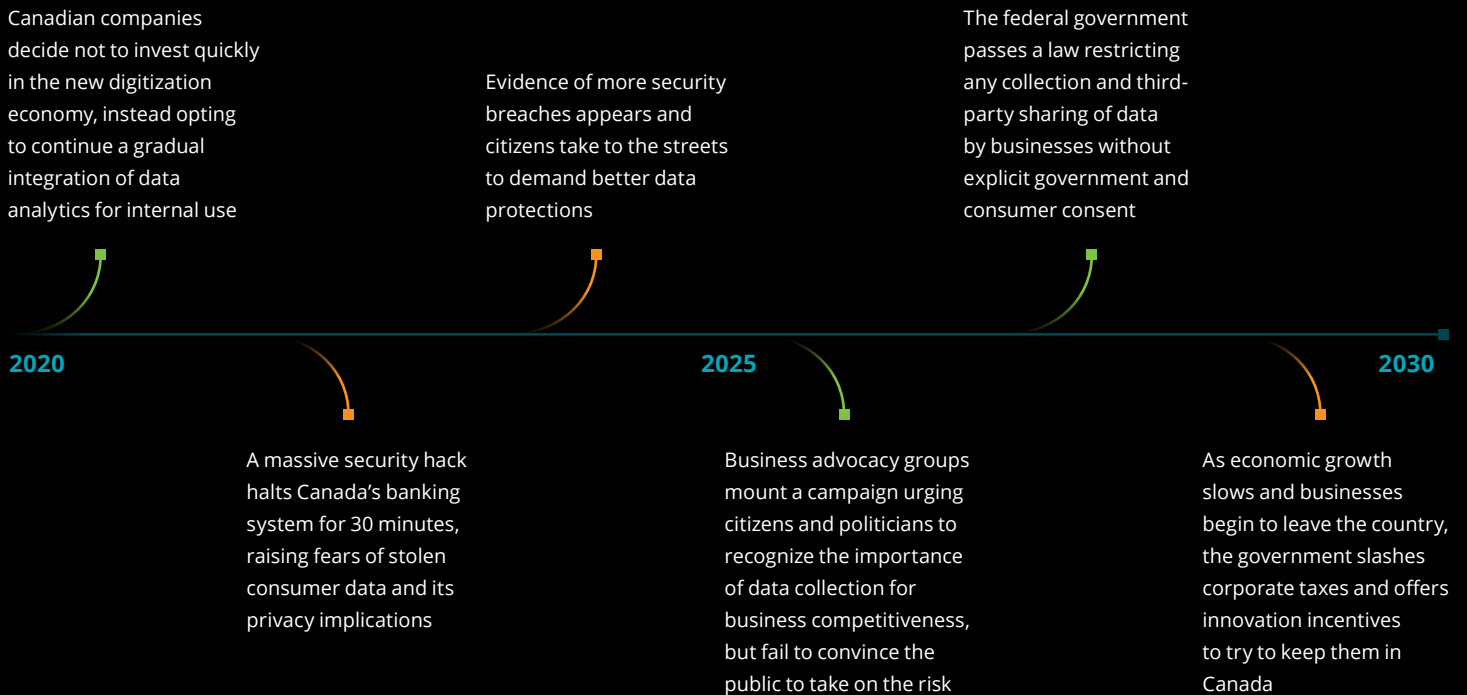 Canadian companies
decide not to invest quickly
in the new digitization
economy, instead opting
to continue a gradual
integration of data
analytics for internal use
Evidence of more security
breaches appears and
citizens take to the streets
to demand better data
protections
The federal government
passes a law restricting
any collection and third-
party sharing of data
by businesses without
explicit government and
consumer consent
2020
2025
2030
A massive security hack
halts Canada’s banking
system for 30 minutes,
raising fears of stolen
consumer data and its
privacy implications
Business advocacy groups
mount a campaign urging
citizens and politicians to
recognize the importance
of data collection for
business competitiveness,
but fail to convince the
public to take on the risk
As economic growth
slows and businesses
begin to leave the country,
the government slashes
corporate taxes and offers
innovation incentives
to try to keep them in
Canada